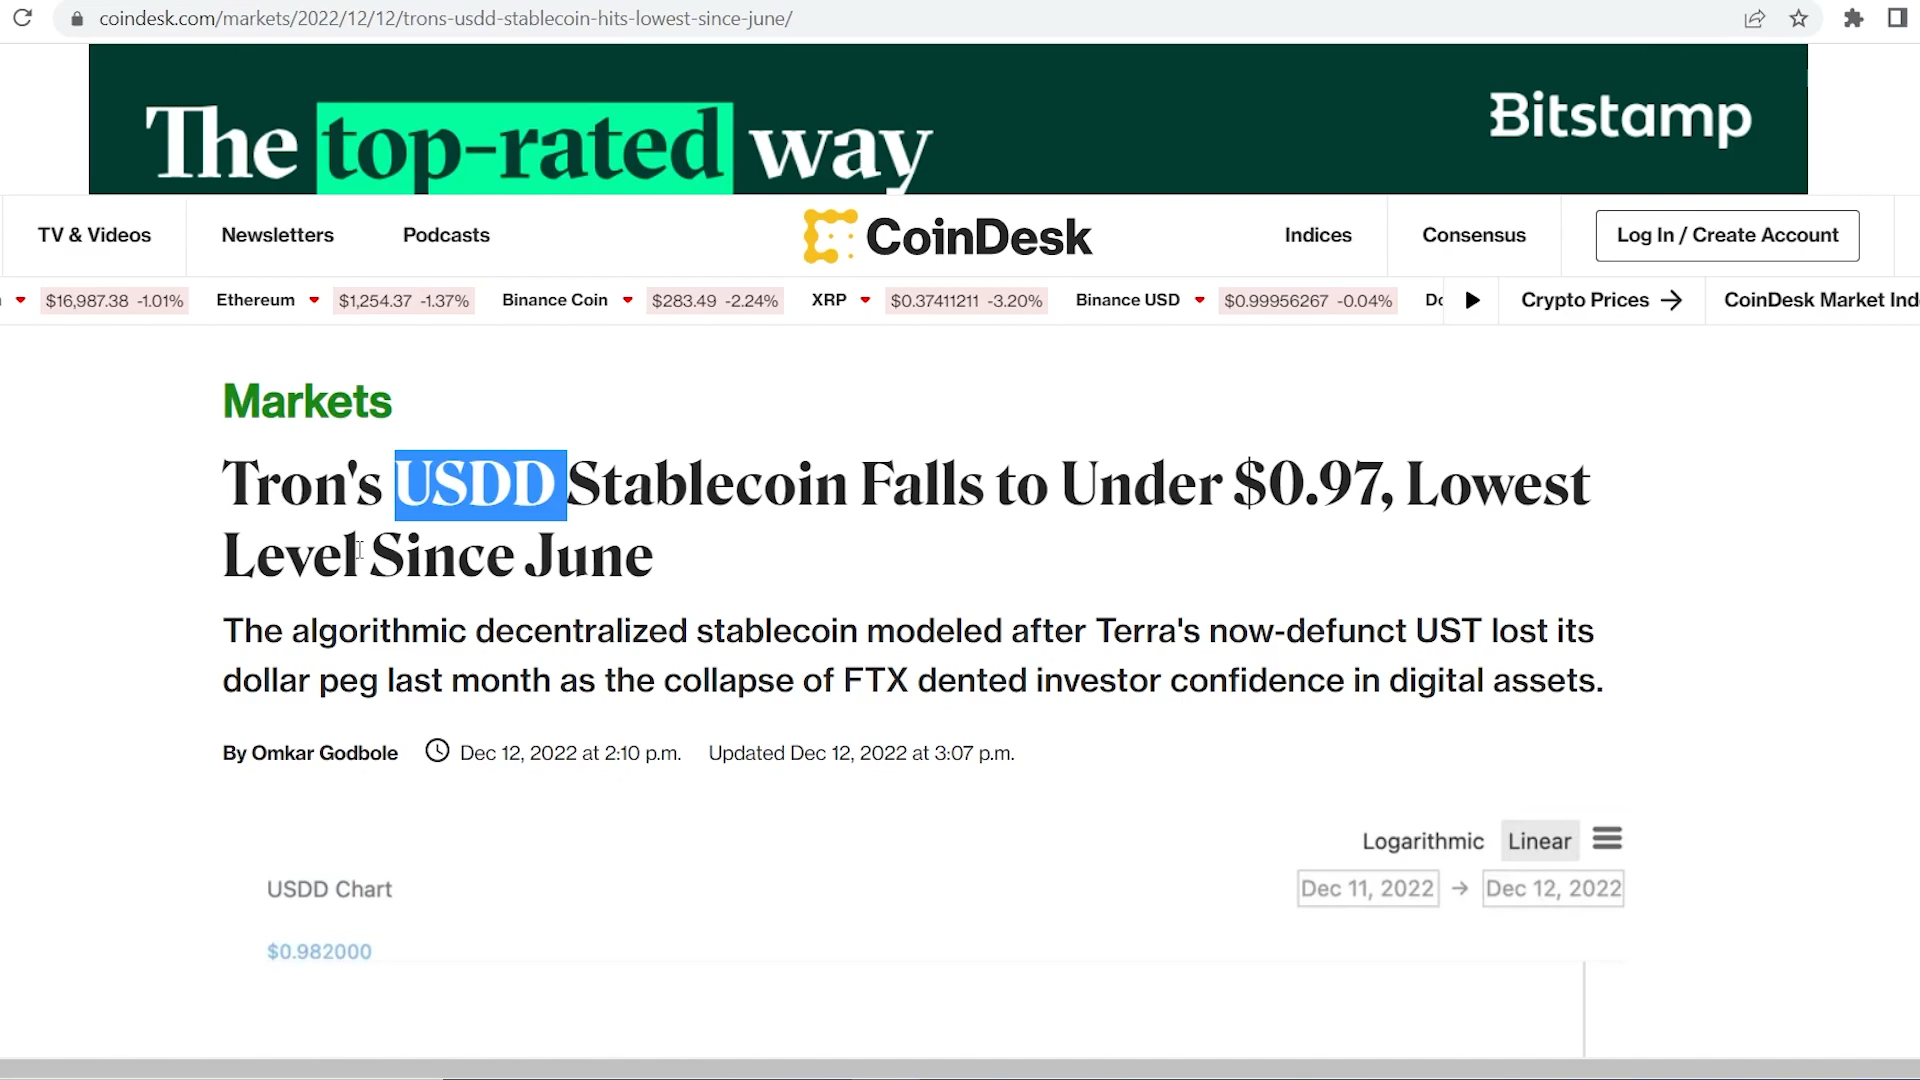 coindesk.com/markets/2022/12/12/trons-usdd-stablecoin-hits-lowest-since-june/
The top-rated way
Bitstamp
TV & Videos Newsletters Podcasts CoinDesk Indices Consensus Log In / Create Account
$16,987.38 -1.01% Ethereum $1,254.37 -1.37% Binance Coin $283.49 -2.24% XRP $0.37411211 -3.20% Binance USD $0.99956267 -0.04% Crypto Prices → CoinDesk Market
Markets
Tron's USDD Stablecoin Falls to Under $0.97, Lowest
Level Since June
The algorithmic decentralized stablecoin modeled after Terra's now-defunct UST lost its
dollar peg last month as the collapse of FTX dented investor confidence in digital assets.
By Omkar Godbole Dec 12, 2022 at 2:10 p.m. Updated Dec 12, 2022 at 3:07 p.m.
Logarithmic Linear
USDD Chart Dec 11, 2022 → Dec 12, 2022
$0.982000